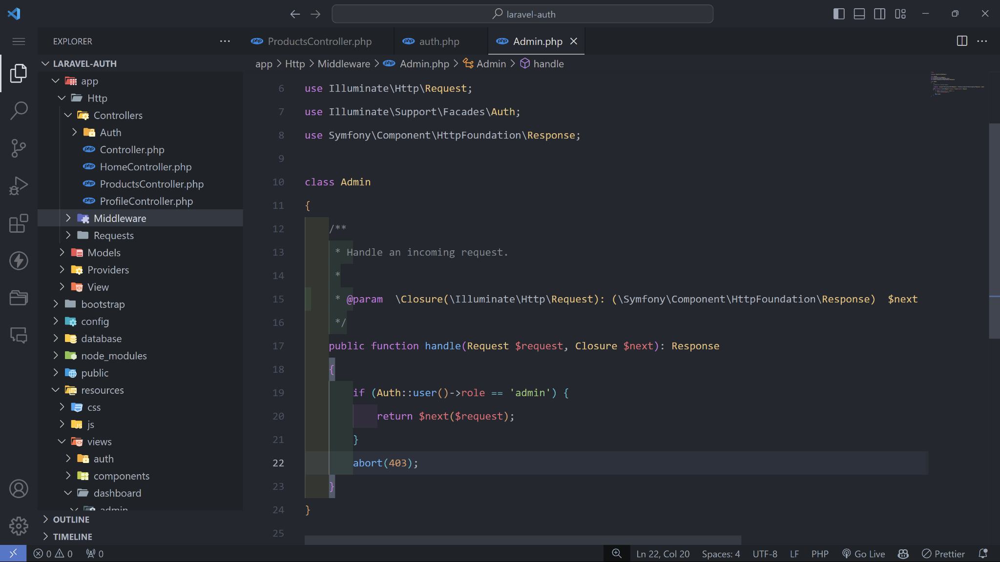 laravel-auth
EXPLORER
LARAVEL-AUTH
app
Http
Controllers
Auth
Controller.php
HomeController.php
ProductsController.php
ProfileController.php
Middleware
Requests
Models
Providers
View
bootstrap
config
database
node_modules
public
resources
css
js
views
auth
components
dashboard
admin
OUTLINE
TIMELINE
php ProductsController.php
php auth.php
php Admin.php
app > Http > Middleware > php Admin.php > Admin > handle
6 use Illuminate\Http\Request;
7 use Illuminate\Support\Facades\Auth;
8 use Symfony\Component\HttpFoundation\Response;
9
10 class Admin
11 {
12 /**
13 * Handle an incoming request.
14 *
15 * @param  \Closure(\Illuminate\Http\Request): (\Symfony\Component\HttpFoundation\Response)  $next
16 */
17 public function handle(Request $request, Closure $next): Response
18 {
19 if (Auth::user()->role == 'admin') {
20 return $next($request);
21 }
22 abort(403);
23 }
24 }
25
0 0 0
Ln 22, Col 20 Spaces: 4 UTF-8 LF PHP Go Live Prettier